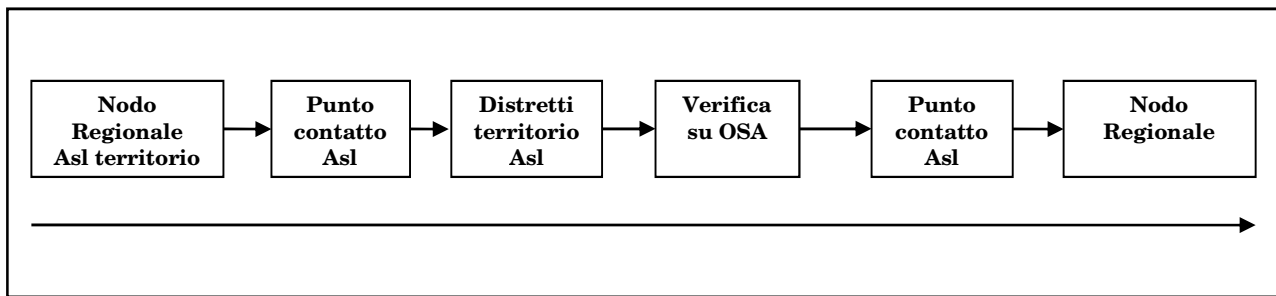 Nodo
Regionale
Asl territorio
Punto
contatto
Asl
Distretti
territorio
Asl
Verifica
su OSA
Punto
contatto
Asl
Nodo
Regionale